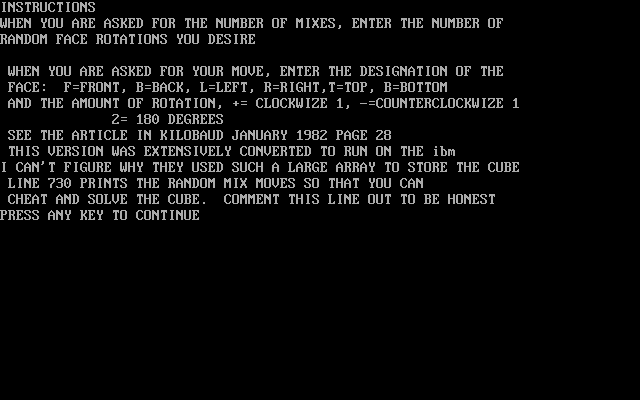 INSTRUCTIONS
WHEN YOU ARE ASKED FOR THE NUMBER OF MIXES, ENTER THE NUMBER OF
RANDOM FACE ROTATIONS YOU DESIRE
WHEN YOU ARE ASKED FOR YOUR MOVE, ENTER THE DESIGNATION OF THE
FACE:  F=FRONT, B=BACK, L=LEFT, R=RIGHT,T=TOP, B=BOTTOM
AND THE AMOUNT OF ROTATION, += CLOCKWIZE 1, -=COUNTERCLOCKWIZE 1
2= 180 DEGREES
SEE THE ARTICLE IN KILOBAUD JANUARY 1982 PAGE 28
THIS VERSION WAS EXTENSIVELY CONVERTED TO RUN ON THE ibm
I CAN'T FIGURE WHY THEY USED SUCH A LARGE ARRAY TO STORE THE CUBE
LINE 730 PRINTS THE RANDOM MIX MOVES SO THAT YOU CAN
CHEAT AND SOLVE THE CUBE.  COMMENT THIS LINE OUT TO BE HONEST
PRESS ANY KEY TO CONTINUE